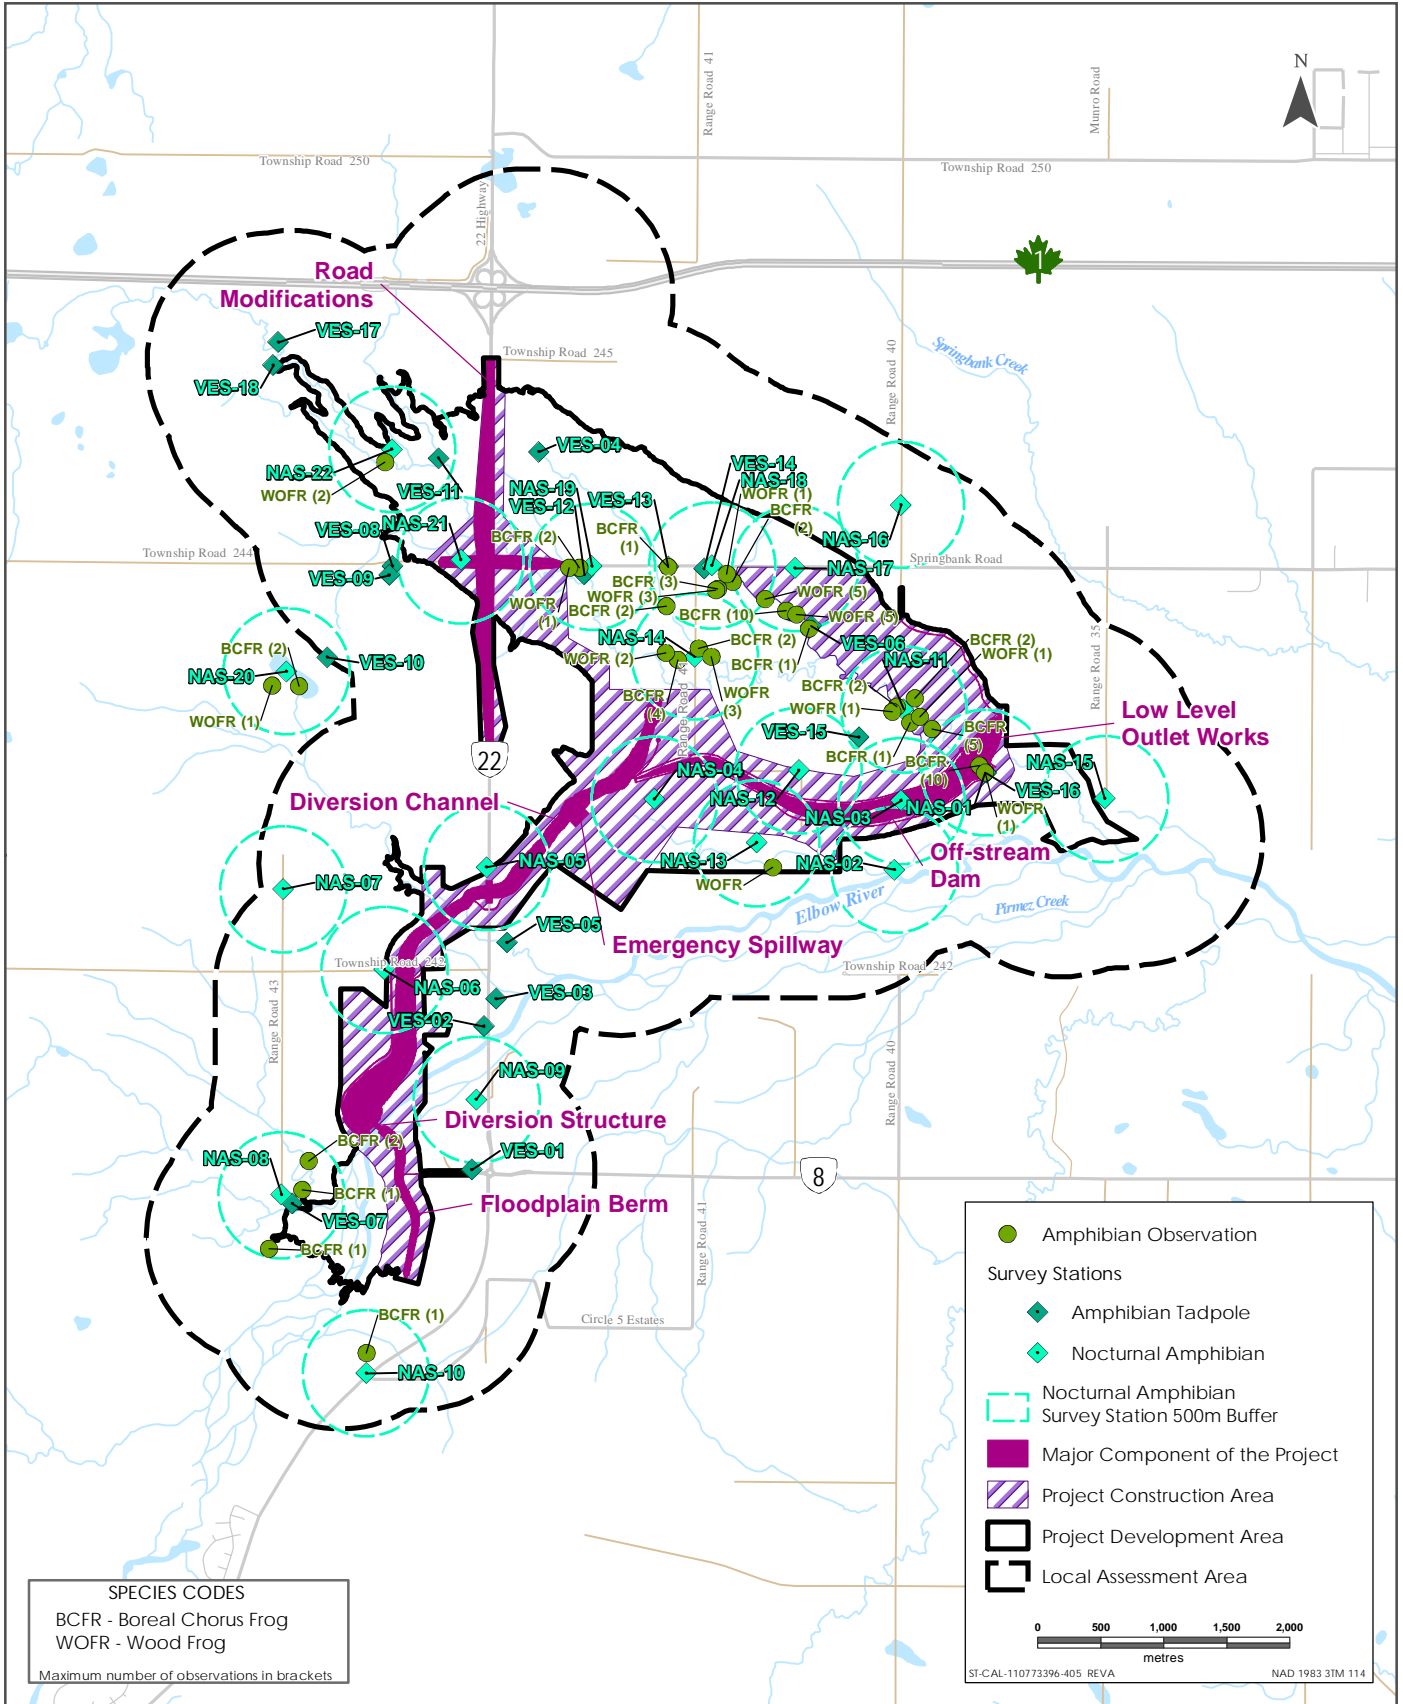 N
Range Road 41
Munro Road
Township Road 250
Township Road 250
22 Highway
1
Road
Modifications
VES-17
VES-18
Township Road 245
Range Road 40
Springbank Creek
NAS-22
WOFR (2)
VES-11
VES-04
VES-14
NAS-18
WOFR (1)
BCFR
(2)
NAS-19
VES-12
VES-13
VES-08
NAS-21
BCFR (2)
BCFR
(1)
NAS-16
Township Road 244
Springbank Road
VES-09
NAS-17
BCFR (3)
WOFR (3)
WOFR (5)
WOFR
(1)
BCFR (2)
BCFR (10)
WOFR (5)
NAS-14
BCFR (2)
VES-06
BCFR (2)
WOFR (1)
Range Road 35
BCFR (2)
VES-10
NAS-20
WOFR (2)
BCFR (1)
NAS-11
WOFR (1)
BCFR (2)
WOFR (1)
WOFR
(3)
BCFR
(4)
Range Road 41
VES-15
BCFR (1)
BCFR
(5)
BCFR
(10)
Low Level
Outlet Works
22
NAS-04
NAS-12
NAS-15
Diversion Channel
NAS-03
NAS-01
VES-16
WOFR
(1)
NAS-13
NAS-02
Off-stream
Dam
NAS-05
NAS-07
WOFR
Elbow River
Pirmez Creek
VES-05
Emergency Spillway
Township Road 242
Township Road 242
NAS-06
VES-03
VES-02
Range Road 43
Range Road 40
NAS-09
Diversion Structure
BCFR (2)
NAS-08
VES-01
8
BCFR (1)
VES-07
Floodplain Berm
BCFR (1)
Range Road 41
BCFR (1)
Circle 5 Estates
NAS-10
Amphibian Observation
Survey Stations
Amphibian Tadpole
Nocturnal Amphibian
Nocturnal Amphibian
Survey Station 500m Buffer
Major Component of the Project
Project Construction Area
Project Development Area
Local Assessment Area
0 500 1,000 1,500 2,000
metres
ST-CAL-110773396-405 REVA
NAD 1983 3TM 114
SPECIES CODES
BCFR - Boreal Chorus Frog
WOFR - Wood Frog
Maximum number of observations in brackets